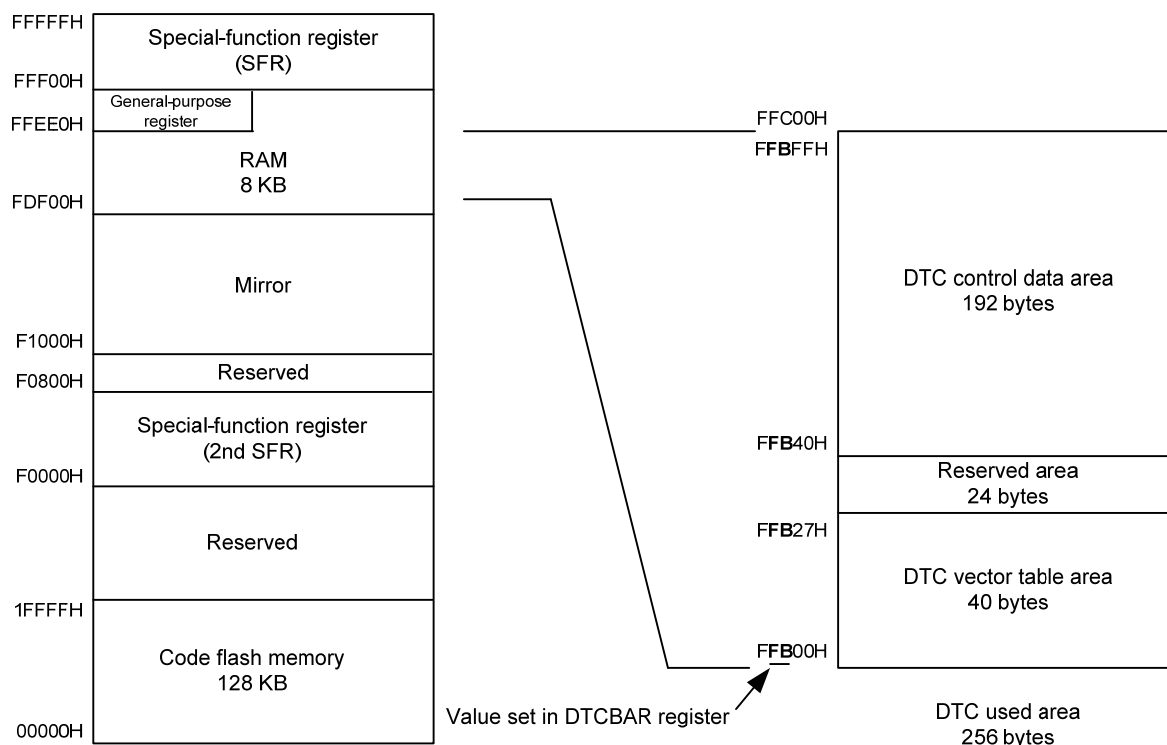 FFFFFH
Special-function register
(SFR)
FFF00H
General-purpose
register
FFEE0H
RAM
8 KB
FDF00H
Mirror
F1000H
Reserved
F0800H
Special-function register
(2nd SFR)
F0000H
Reserved
1FFFFH
Code flash memory
128 KB
00000H
FFC00H
FFBFFH
DTC control data area
192 bytes
FFB40H
Reserved area
24 bytes
FFB27H
DTC vector table area
40 bytes
FFB00H
Value set in DTCBAR register
DTC used area
256 bytes